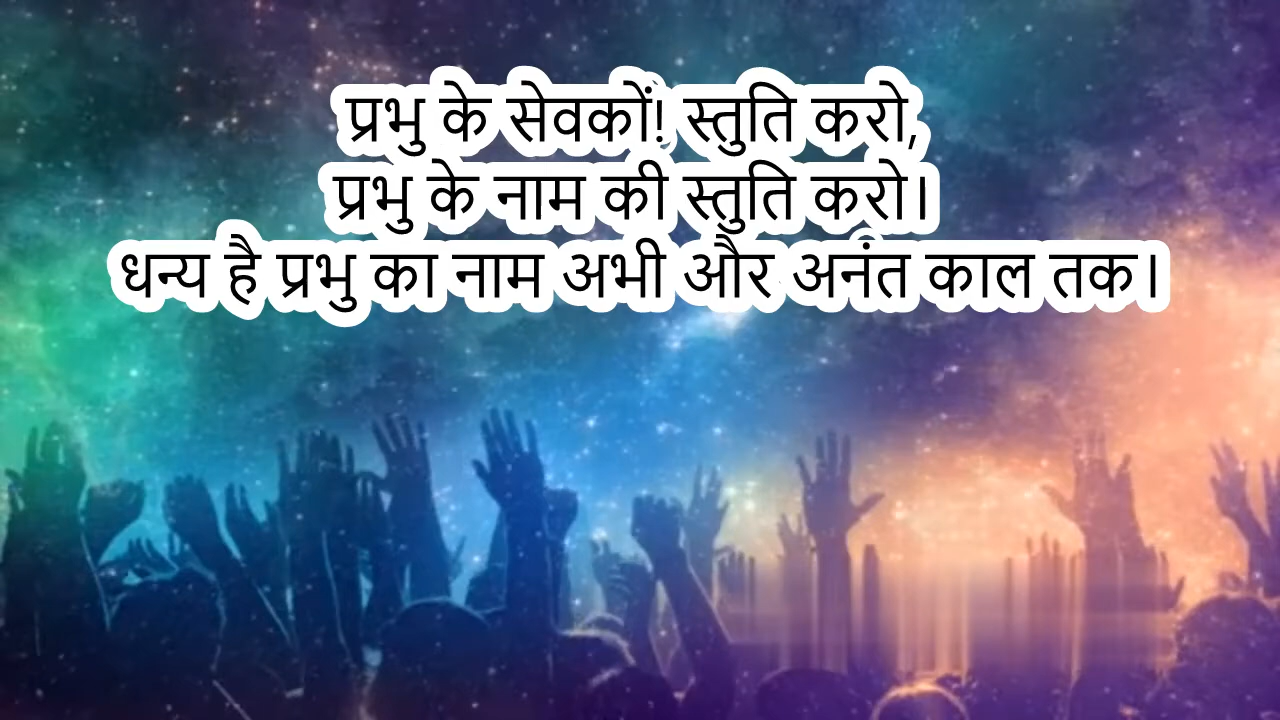 प्रभु के सेवकों! स्तुति करो,
प्रभु के नाम की स्तुति करो।
धन्य है प्रभु का नाम अभी और अनंत काल तक।